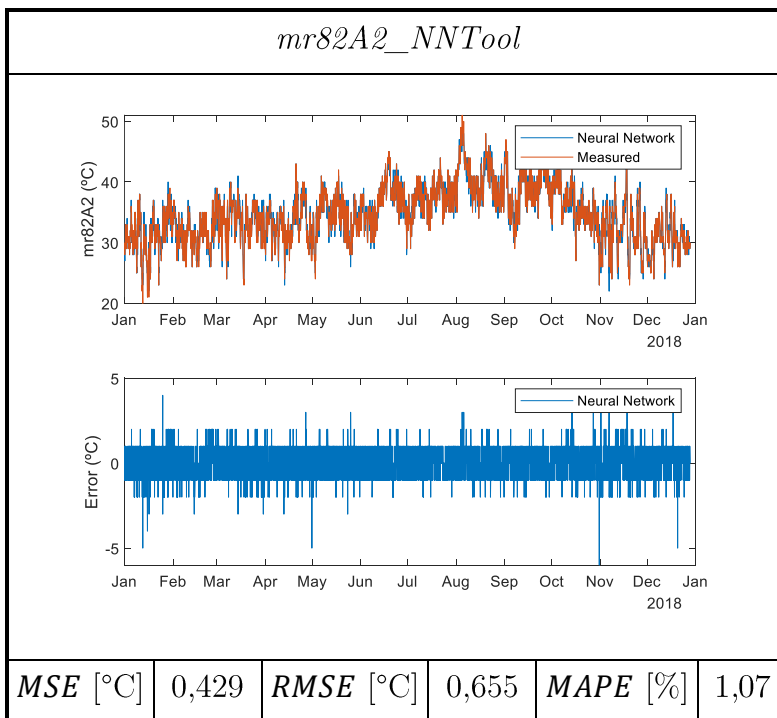 mr82A2_NNTool
50
40
30
20
mr82A2 (ºC)
Neural Network
Measured
Jan Feb Mar Apr May Jun Jul Aug Sep Oct Nov Dec Jan
2018
5
0
-5
Error (ºC)
Neural Network
Jan Feb Mar Apr May Jun Jul Aug Sep Oct Nov Dec Jan
2018
MSE [°C] 0,429 RMSE [°C] 0,655 MAPE [%] 1,07